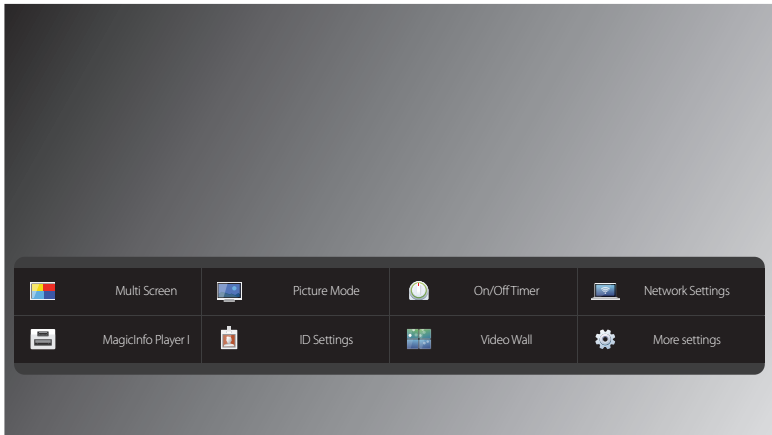 Multi Screen
Picture Mode
On/Off Timer
Network Settings
MagicInfo Player I
ID Settings
Video Wall
More settings